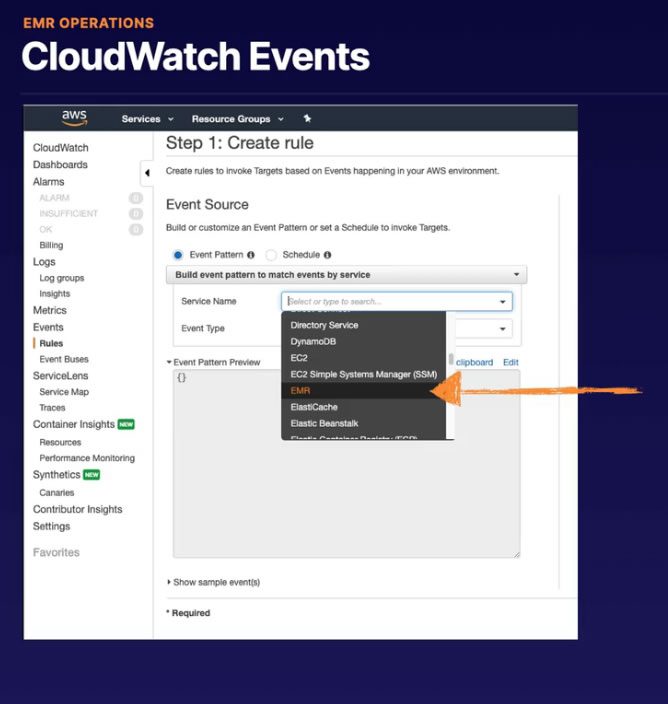 EMR OPERATIONS
CloudWatch Events
aws
Services
Resource Groups
CloudWatch
Dashboards
Alarms
ALARM 0
INSUFFICIENT 0
OK 0
Billing
Logs
Log groups
Insights
Metrics
Events
Rules
Event Buses
ServiceLens
Service Map
Traces
Container Insights NEW
Resources
Performance Monitoring
Synthetics NEW
Canaries
Contributor Insights
Settings
Favorites
Step 1: Create rule
Create rules to invoke Targets based on Events happening in your AWS environment.
Event Source
Build or customize an Event Pattern or set a Schedule to invoke Targets.
Event Pattern Schedule
Build event pattern to match events by service
Service Name Select or type to search...
Event Type
Directory Service
DynamoDB
EC2
EC2 Simple Systems Manager (SSM)
EMR
ElastiCache
Elastic Beanstalk
Elastic Container Registry (ECR)
Event Pattern Preview
clipboard Edit
{}
Show sample event(s)
* Required